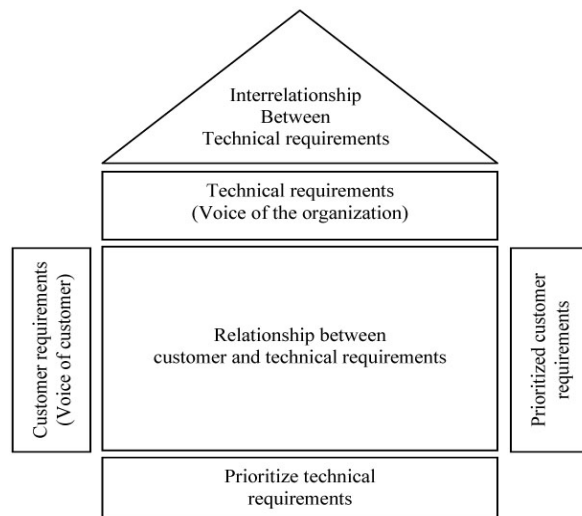 Interrelationship
Between
Technical requirements
Technical requirements
(Voice of the organization)
Customer requirements
(Voice of customer)
Relationship between
customer and technical requirements
Prioritized customer
requirements
Prioritize technical
requirements